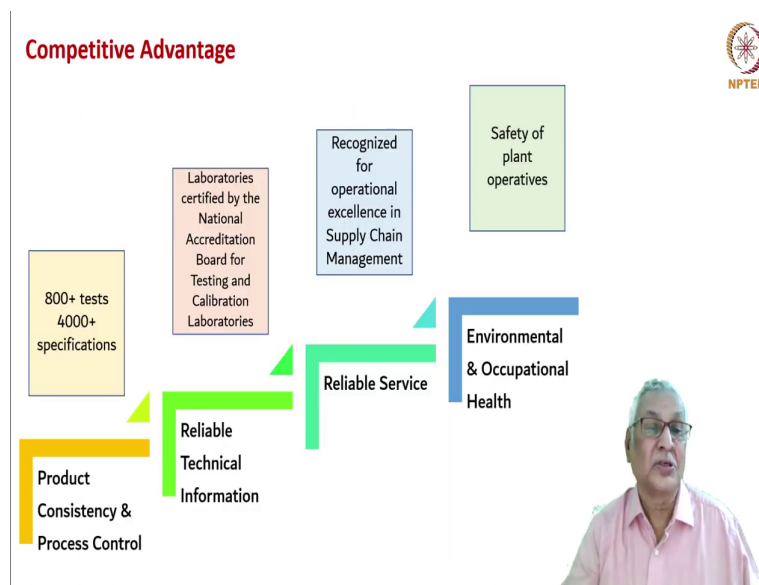 Competitive Advantage
NPTEL
800+ tests
4000+
specifications
Laboratories
certified by the
National
Accreditation
Board for
Testing and
Calibration
Laboratories
Recognized
for
operational
excellence in
Supply Chain
Management
Safety of
plant
operatives
Product
Consistency &
Process Control
Reliable
Technical
Information
Reliable Service
Environmental
& Occupational
Health